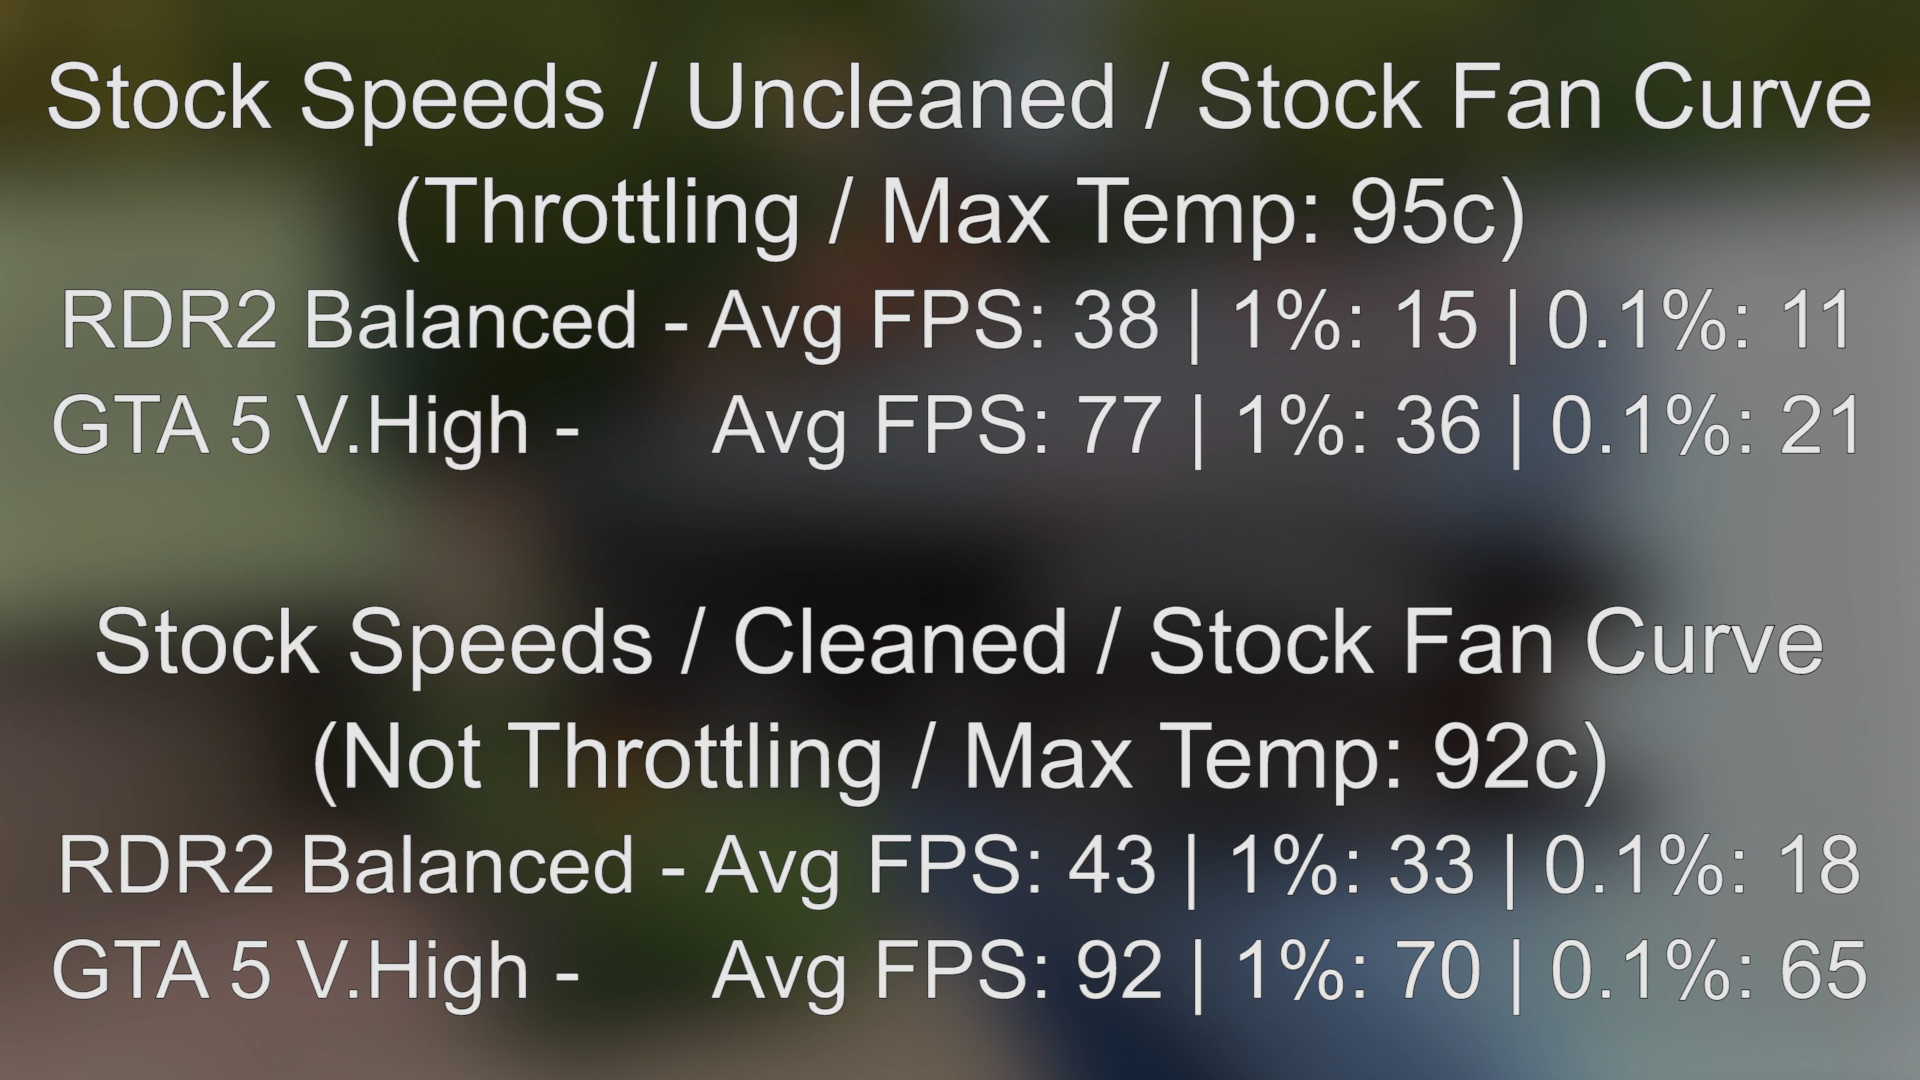 Stock Speeds / Uncleaned / Stock Fan Curve
(Throttling / Max Temp: 95c)
RDR2 Balanced - Avg FPS: 38 | 1%: 15 | 0.1%: 11
GTA 5 V.High - Avg FPS: 77 | 1%: 36 | 0.1%: 21
Stock Speeds / Cleaned / Stock Fan Curve
(Not Throttling / Max Temp: 92c)
RDR2 Balanced - Avg FPS: 43 | 1%: 33 | 0.1%: 18
GTA 5 V.High - Avg FPS: 92 | 1%: 70 | 0.1%: 65